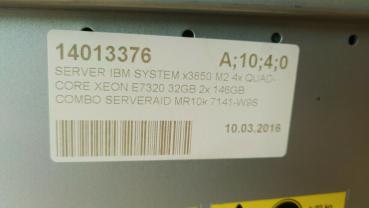 14013376 A;10;4;0
SERVER IBM SYSTEM x3850 M2 4x QUAD-
CORE XEON E7320 32GB 2x 146GB
COMBO SERVERAID MR10k 7141-W9S
10.03.2016